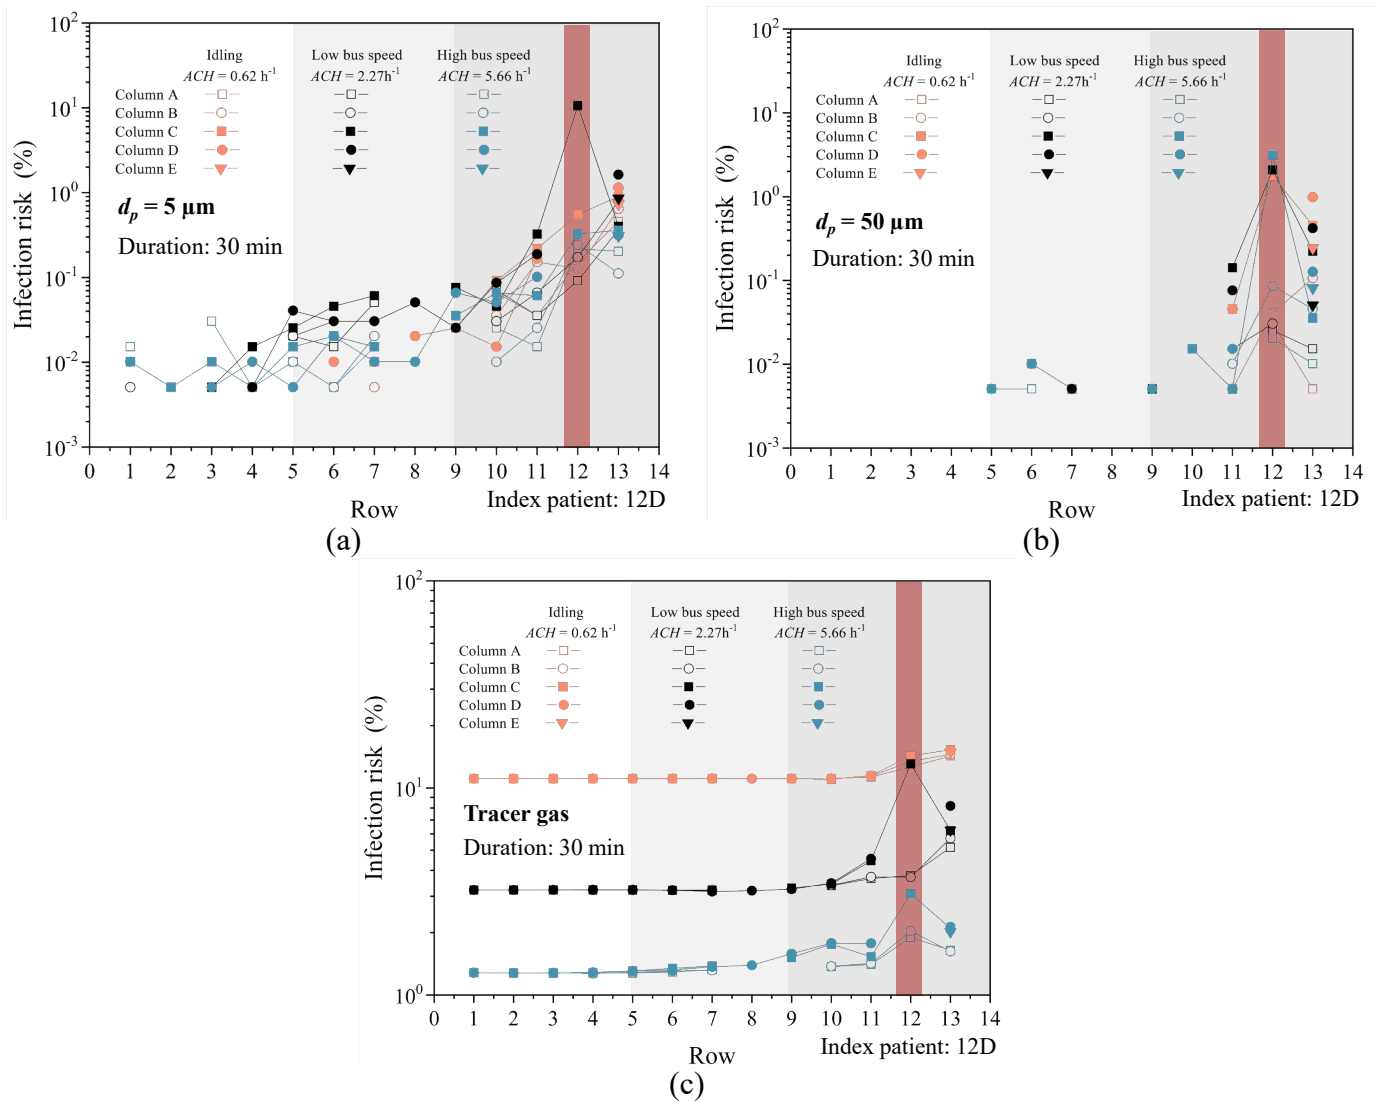 Idling Low bus speed High bus speed
ACH = 0.62 h⁻¹ ACH = 2.27h⁻¹ ACH = 5.66 h⁻¹
Column A
Column B
Column C
Column D
Column E
dₚ = 5 μm
Duration: 30 min
Infection risk (%)
10²
10¹
10⁰
10⁻¹
10⁻²
10⁻³
0 1 2 3 4 5 6 7 8 9 10 11 12 13 14
Row
Index patient: 12D
(a)
Idling Low bus speed High bus speed
ACH = 0.62 h⁻¹ ACH = 2.27h⁻¹ ACH = 5.66 h⁻¹
Column A
Column B
Column C
Column D
Column E
dₚ = 50 μm
Duration: 30 min
Infection risk (%)
10²
10¹
10⁰
10⁻¹
10⁻²
10⁻³
0 1 2 3 4 5 6 7 8 9 10 11 12 13 14
Row
Index patient: 12D
(b)
Idling Low bus speed High bus speed
ACH = 0.62 h⁻¹ ACH = 2.27h⁻¹ ACH = 5.66 h⁻¹
Column A
Column B
Column C
Column D
Column E
Tracer gas
Duration: 30 min
Infection risk (%)
10²
10¹
10⁰
0 1 2 3 4 5 6 7 8 9 10 11 12 13 14
Row
Index patient: 12D
(c)